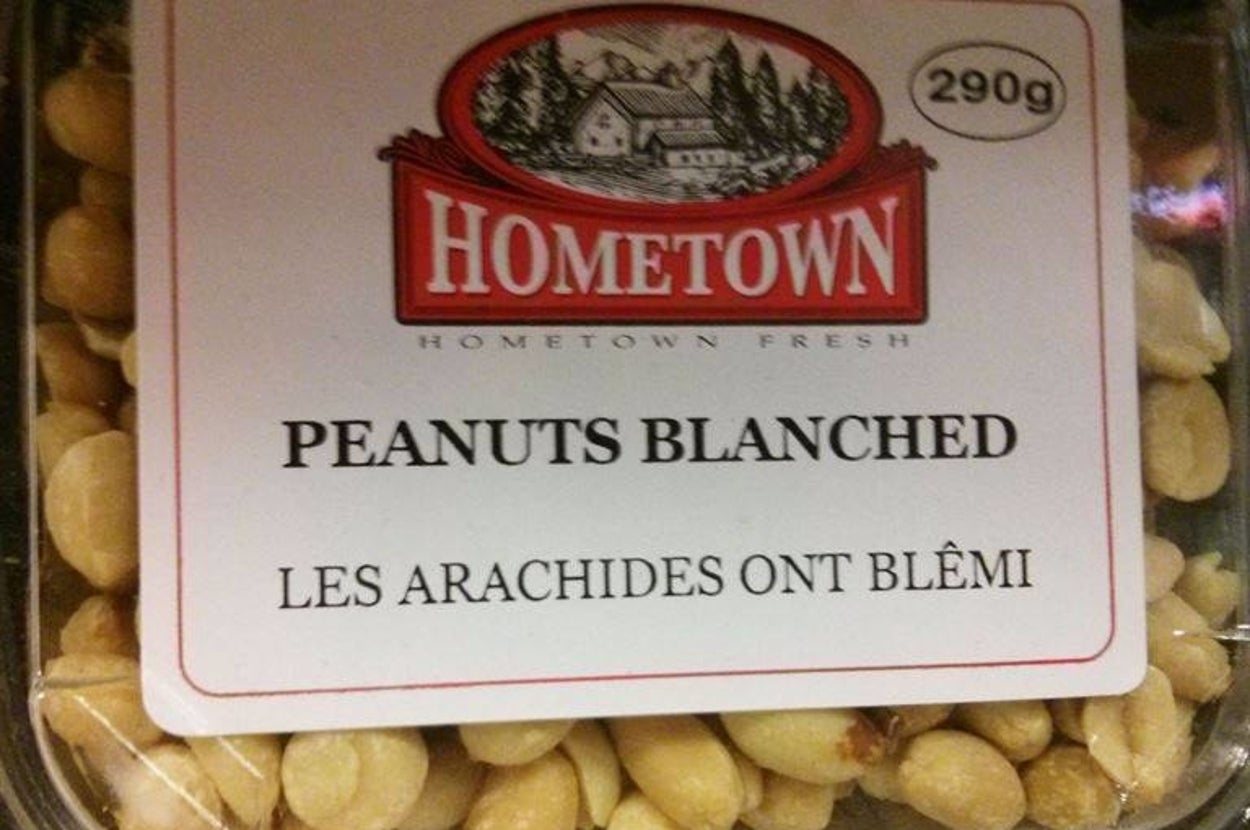 290g
HOMETOWN
HOMETOWN FRESH
PEANUTS BLANCHED
LES ARACHIDES ONT BLÊMI